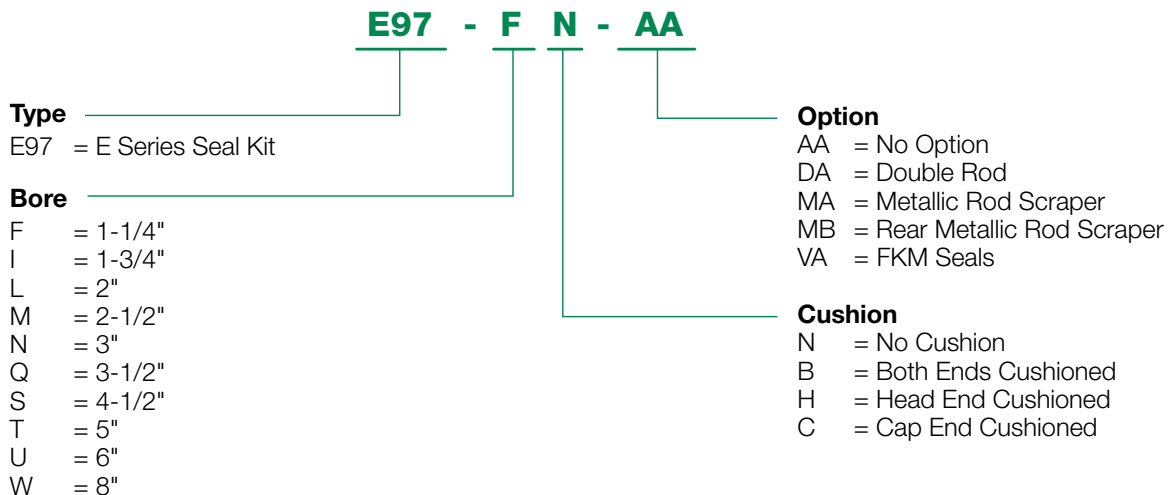 E97 - F N - AA
Type
E97 = E Series Seal Kit
Bore
F = 1-1/4"
I = 1-3/4"
L = 2"
M = 2-1/2"
N = 3"
Q = 3-1/2"
S = 4-1/2"
T = 5"
U = 6"
W = 8"
Option
AA = No Option
DA = Double Rod
MA = Metallic Rod Scraper
MB = Rear Metallic Rod Scraper
VA = FKM Seals
Cushion
N = No Cushion
B = Both Ends Cushioned
H = Head End Cushioned
C = Cap End Cushioned